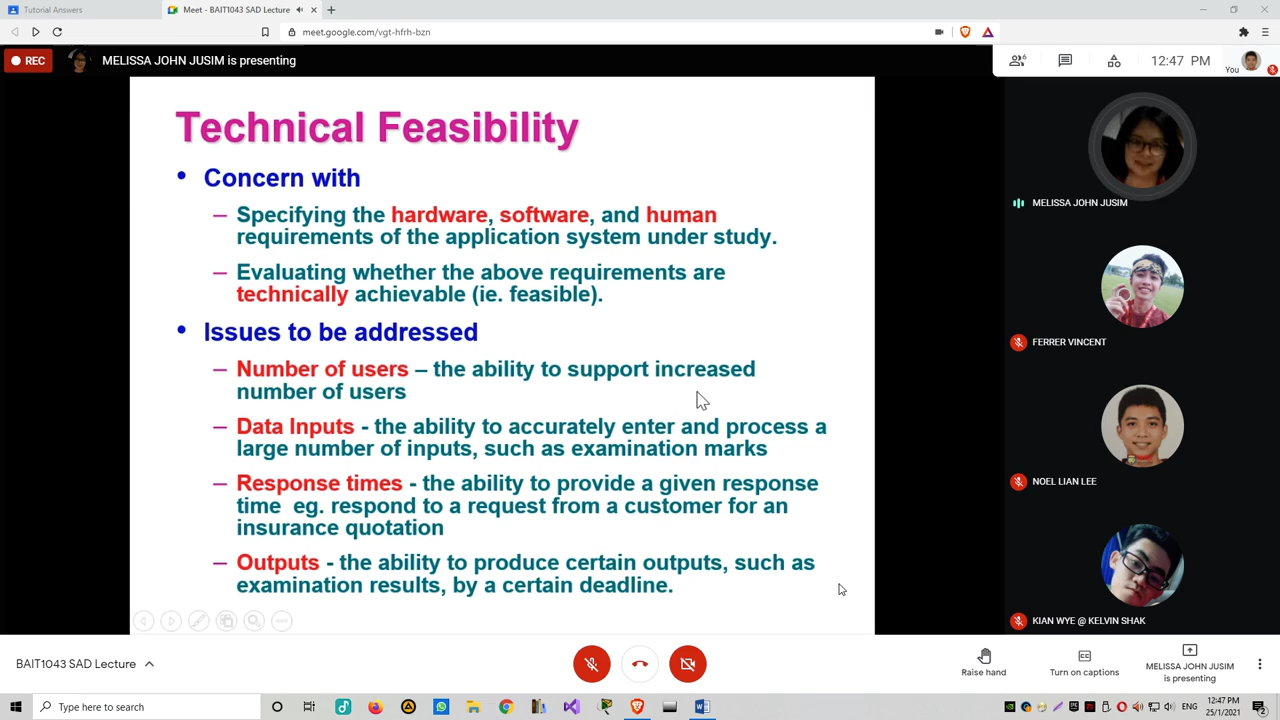 Tutorial Answers
Meet - BAIT1043 SAD Lecture
meet.google.com/vgt-hfrh-bzn
REC
MELISSA JOHN JUSIM is presenting
6
12:47 PM
You
Technical Feasibility
• Concern with
– Specifying the hardware, software, and human
requirements of the application system under study.
– Evaluating whether the above requirements are
technically achievable (ie. feasible).
• Issues to be addressed
– Number of users – the ability to support increased
number of users
– Data Inputs - the ability to accurately enter and process a
large number of inputs, such as examination marks
– Response times - the ability to provide a given response
time eg. respond to a request from a customer for an
insurance quotation
– Outputs - the ability to produce certain outputs, such as
examination results, by a certain deadline.
MELISSA JOHN JUSIM
FERRER VINCENT
NOEL LIAN LEE
KIAN WYE @ KELVIN SHAK
BAIT1043 SAD Lecture
Raise hand
Turn on captions
MELISSA JOHN JUSIM
is presenting
Type here to search
ENG
12:47 PM
25/1/2021
2